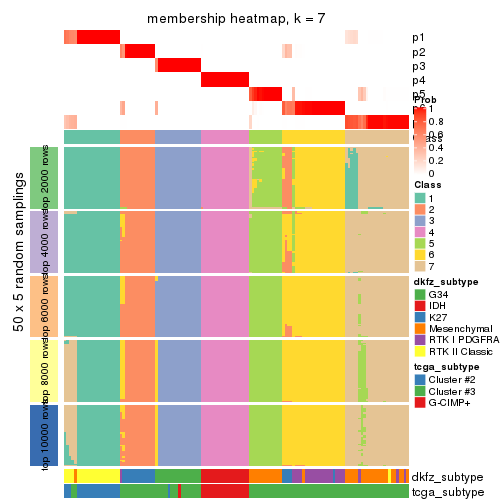 membership heatmap, k = 7
p1
p2
p3
p4
p5
p6
Prob
1
0.8
0.6
0.4
0.2
0
Class
Class
1
2
3
4
5
6
7
50 x 5 random samplings
top 2000 rows
top 4000 rows
top 6000 rows
top 8000 rows
top 10000 rows
dkfz_subtype
G34
IDH
K27
Mesenchymal
RTK I PDGFRA
RTK II Classic
tcga_subtype
Cluster #2
Cluster #3
G-CIMP+
dkfz_subtype
tcga_subtype